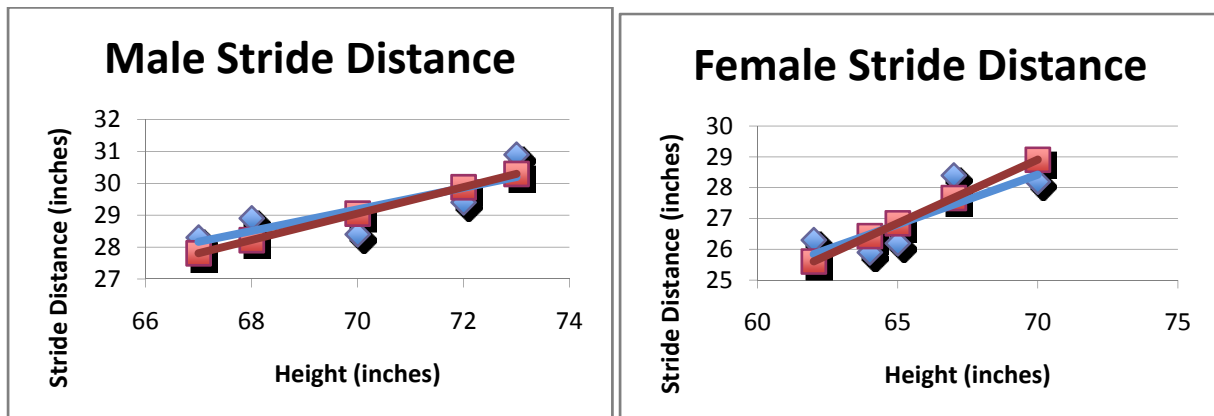 Male Stride Distance
Stride Distance (inches)
32
31
30
29
28
27
66 68 70 72 74
Height (inches)
Female Stride Distance
Stride Distance (inches)
30
29
28
27
26
25
60 65 70 75
Height (inches)